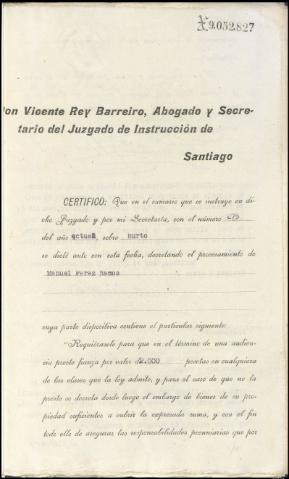 X9.052.827
Don Vicente Rey Barreiro, Abogado y Secre-
tario del Juzgado de Instrucción de
Santiago
CERTIFICO: Que en el sumario que se instruye en di-
cho Juzgado y por mi Secretaría, con el número 275
del año actual sobre hurto
se dictó auto con esta fecha, decretando el procesamiento de
Manuel Perez Ramos
cuya parte dispositiva contiene el particular siguiente:
"Requiérasele para que en el término de una audien-
cia preste fianza por valor de 2.000 pesetas en cualquiera
de las clases que la ley admite, y para el caso de que no la
preste se decreta desde luego el embargo de bienes de su pro-
piedad suficientes a cubrir la expresada suma, y con el fin
todo ello de asegurar las responsabilidades pecuniarias que por